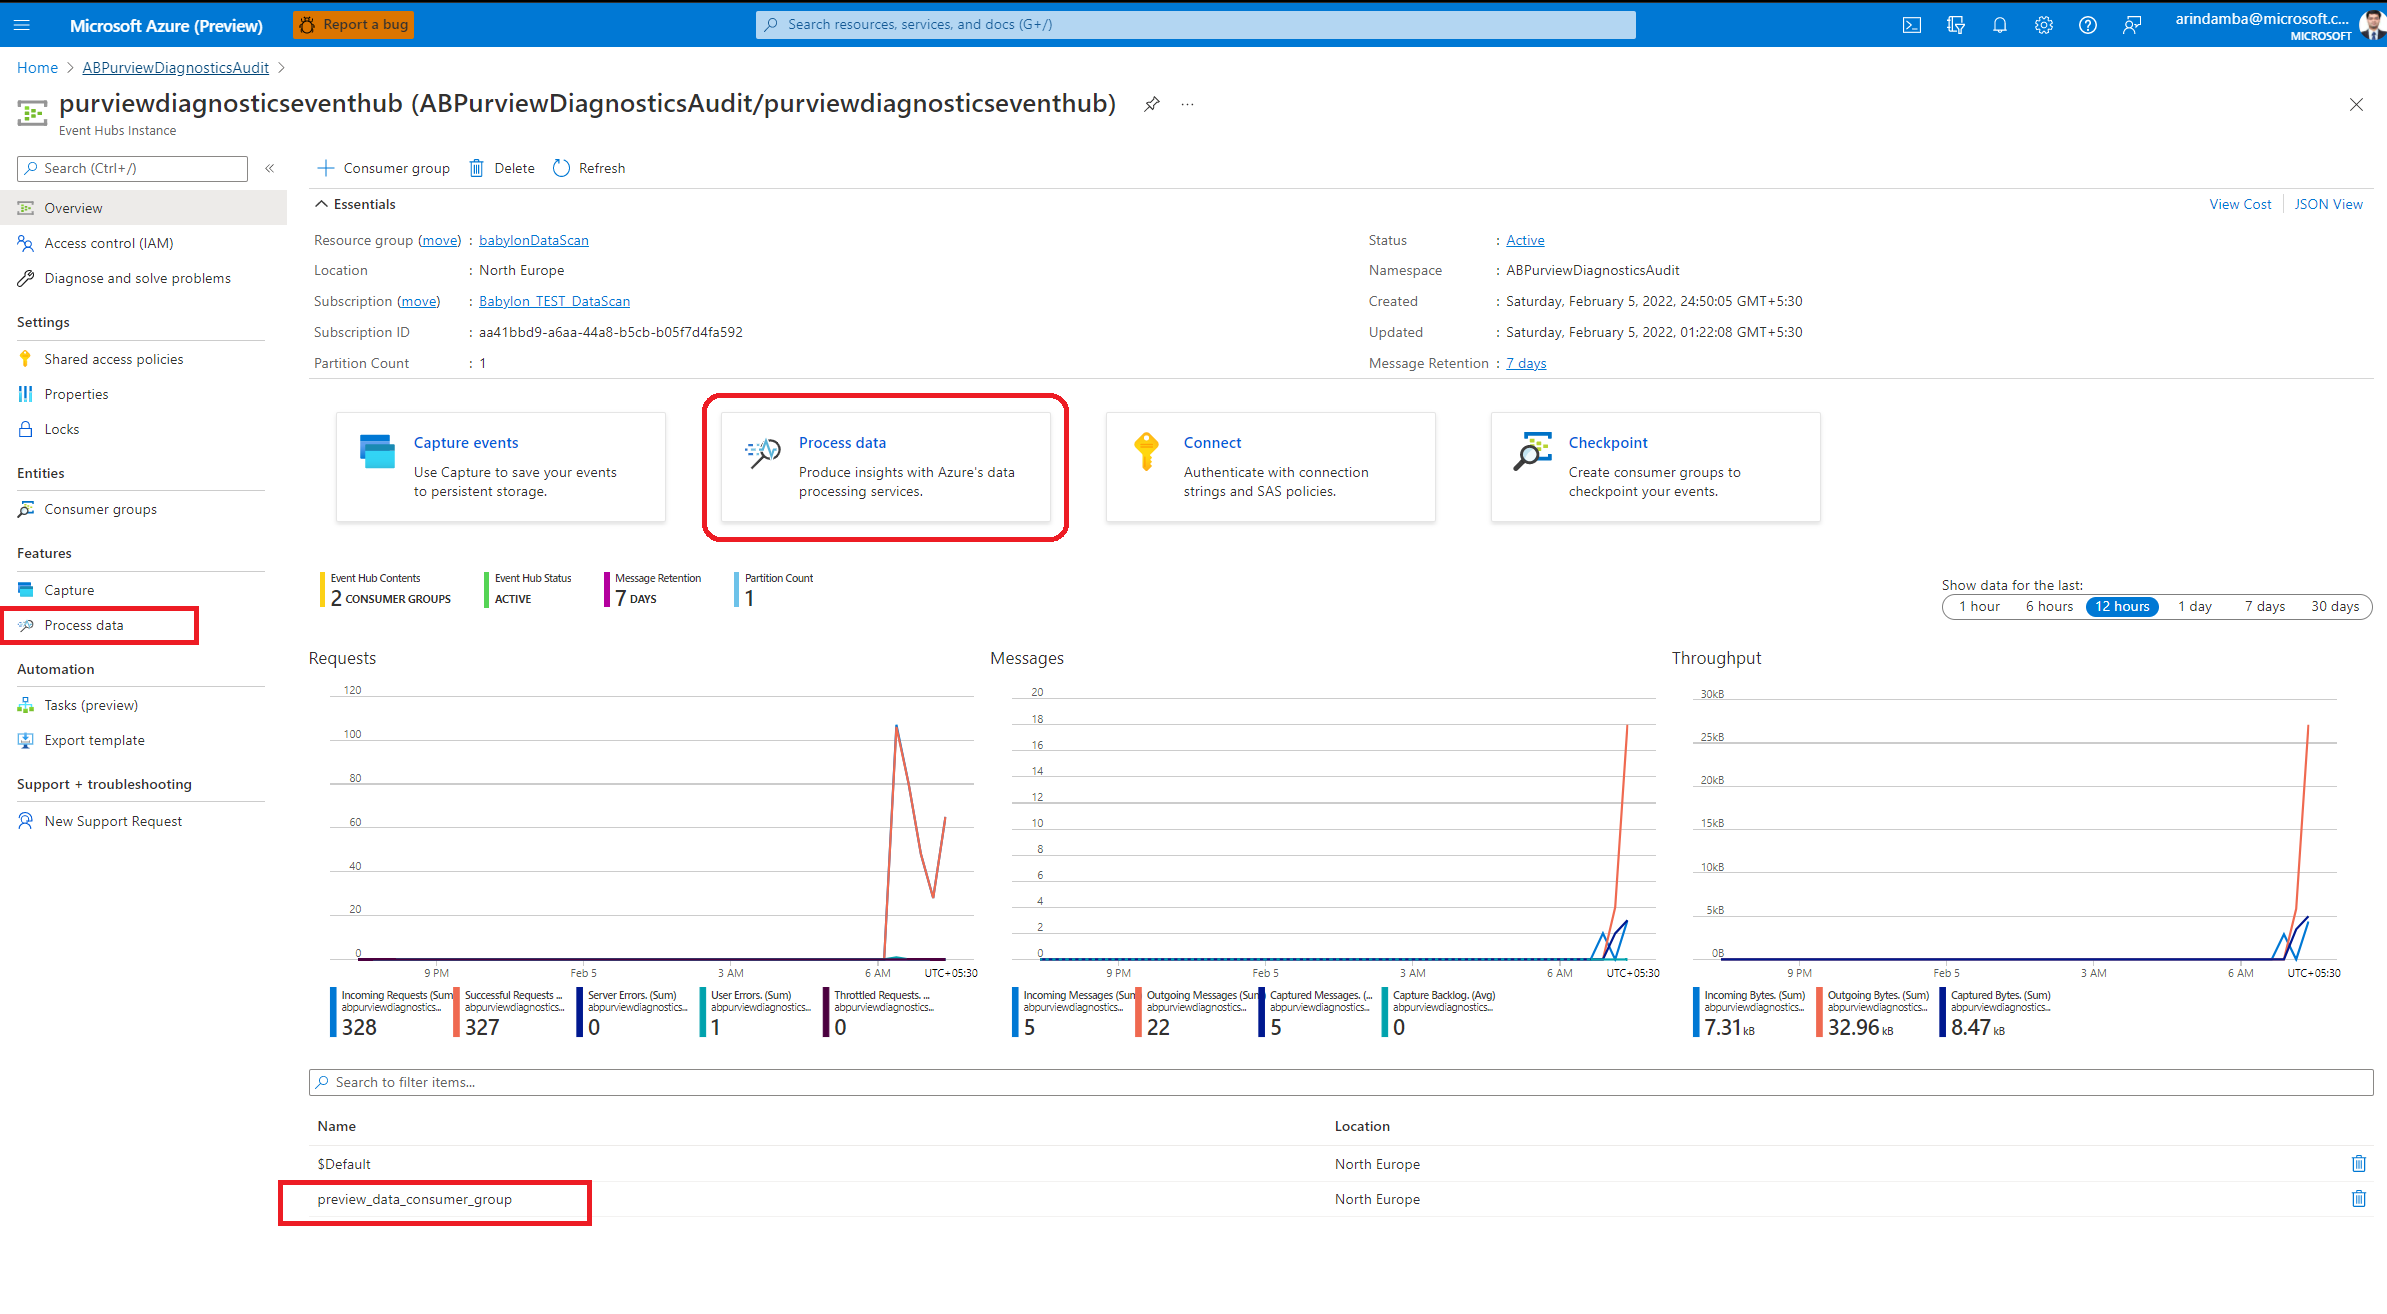 Microsoft Azure (Preview)
Report a bug
Search resources, services, and docs (G+/)
arindamba@microsoft.c...
MICROSOFT
Home > ABPurviewDiagnosticsAudit >
purviewdiagnosticseventhub (ABPurviewDiagnosticsAudit/purviewdiagnosticseventhub)
Event Hubs Instance
Search (Ctrl+/)
Overview
Access control (IAM)
Diagnose and solve problems
Settings
Shared access policies
Properties
Locks
Entities
Consumer groups
Features
Capture
Process data
Automation
Tasks (preview)
Export template
Support + troubleshooting
New Support Request
Consumer group Delete Refresh
Essentials
View Cost JSON View
Resource group (move) : babylonDataScan
Location : North Europe
Subscription (move) : Babylon_TEST_DataScan
Subscription ID : aa41bbd9-a6aa-44a8-b5cb-b05f7d4fa592
Partition Count : 1
Status : Active
Namespace : ABPurviewDiagnosticsAudit
Created : Saturday, February 5, 2022, 24:50:05 GMT+5:30
Updated : Saturday, February 5, 2022, 01:22:08 GMT+5:30
Message Retention : 7 days
Capture events
Use Capture to save your events
to persistent storage.
Process data
Produce insights with Azure's data
processing services.
Connect
Authenticate with connection
strings and SAS policies.
Checkpoint
Create consumer groups to
checkpoint your events.
Event Hub Contents
2 CONSUMER GROUPS
Event Hub Status
ACTIVE
Message Retention
7 DAYS
Partition Count
1
Show data for the last:
1 hour 6 hours 12 hours 1 day 7 days 30 days
Requests
120
100
80
60
40
20
0
9 PM Feb 5 3 AM 6 AM UTC+05:30
Incoming Requests (Sum
abpurviewdiagnostics...
328
Successful Requests ...
abpurviewdiagnostics...
327
Server Errors. (Sum)
abpurviewdiagnostics...
0
User Errors. (Sum)
abpurviewdiagnostics...
1
Throttled Requests. ...
abpurviewdiagnostics...
0
Messages
20
18
16
14
12
10
8
6
4
2
0
9 PM Feb 5 3 AM 6 AM UTC+05:30
Incoming Messages (Sum
abpurviewdiagnostics...
5
Outgoing Messages (Sum
abpurviewdiagnostics...
22
Captured Messages. (...
abpurviewdiagnostics...
5
Capture Backlog. (Avg)
abpurviewdiagnostics...
0
Throughput
30kB
25kB
20kB
15kB
10kB
5kB
0B
9 PM Feb 5 3 AM 6 AM UTC+05:30
Incoming Bytes. (Sum)
abpurviewdiagnostics...
7.31 kB
Outgoing Bytes. (Sum)
abpurviewdiagnostics...
32.96 kB
Captured Bytes. (Sum)
abpurviewdiagnostics...
8.47 kB
Search to filter items...
Name Location
$Default North Europe
preview_data_consumer_group North Europe